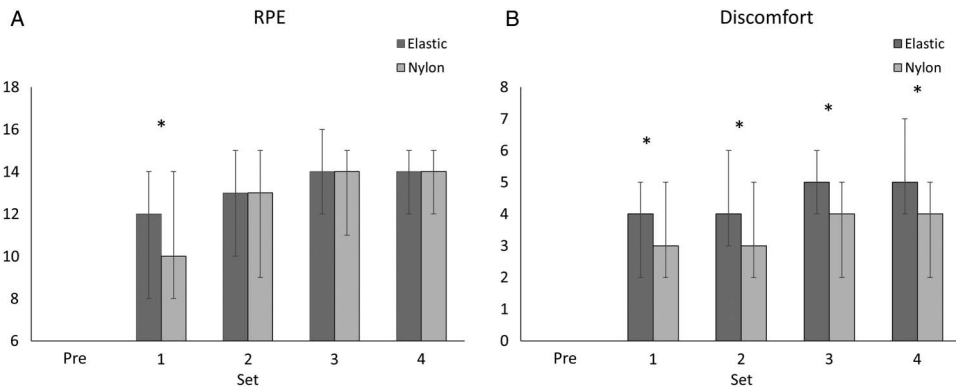 A
RPE
Elastic
Nylon
18
16
14
12
10
8
6
*
Pre 1 2 3 4
Set
B
Discomfort
Elastic
Nylon
8
7
6
5
4
3
2
1
0
* * * *
Pre 1 2 3 4
Set